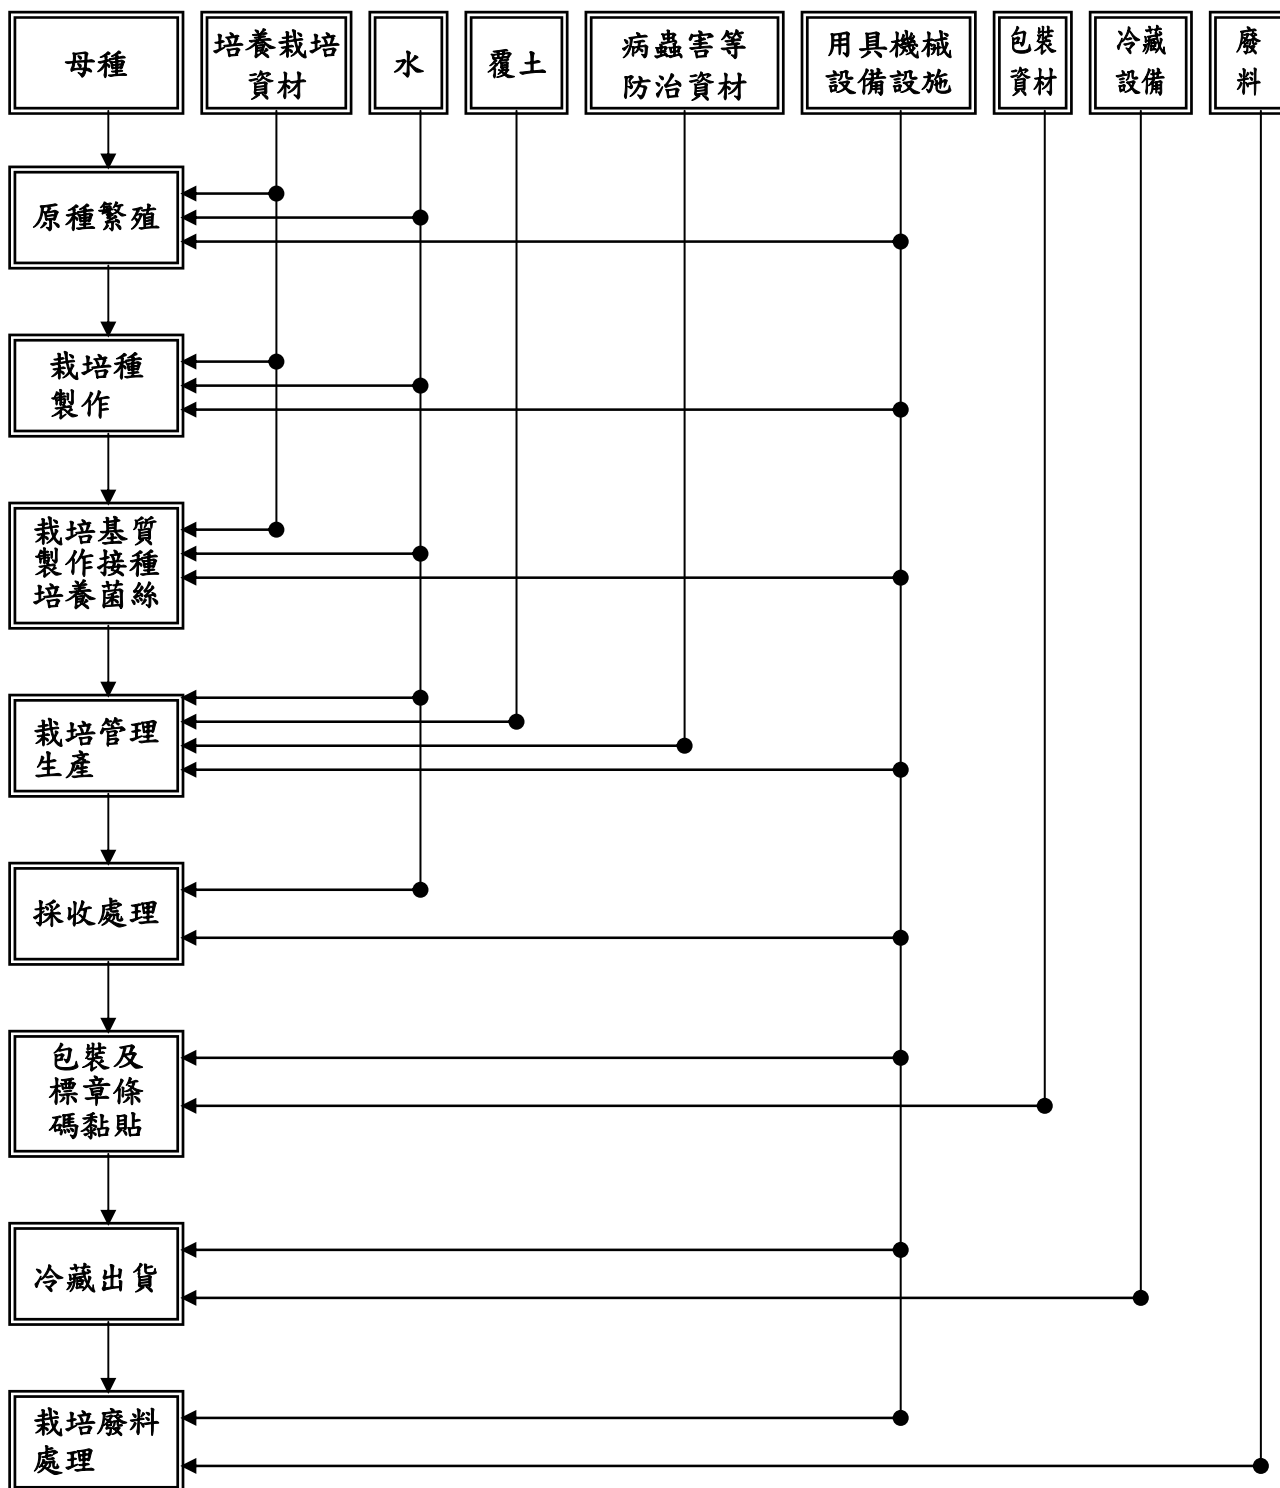 母種
培養栽培
資材
水
覆土
病蟲害等
防治資材
用具機械
設備設施
包裝
資材
冷藏
設備
廢
料
原種繁殖
栽培種
製作
栽培基質
製作接種
培養菌絲
栽培管理
生產
採收處理
包裝及
標章條
碼黏貼
冷藏出貨
栽培廢料
處理